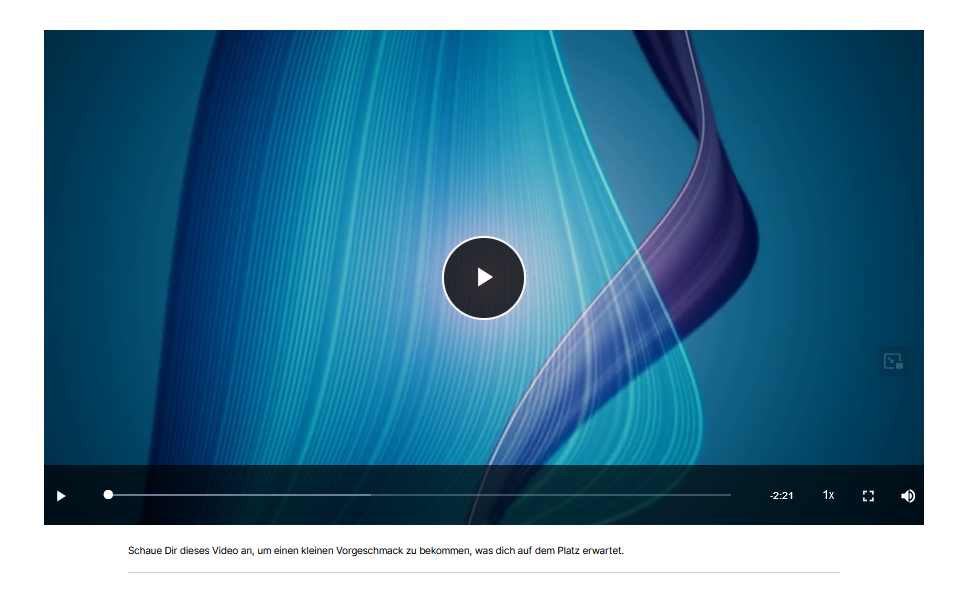 -2:21 1x
Schaue Dir dieses Video an, um einen kleinen Vorgeschmack zu bekommen, was dich auf dem Platz erwartet.